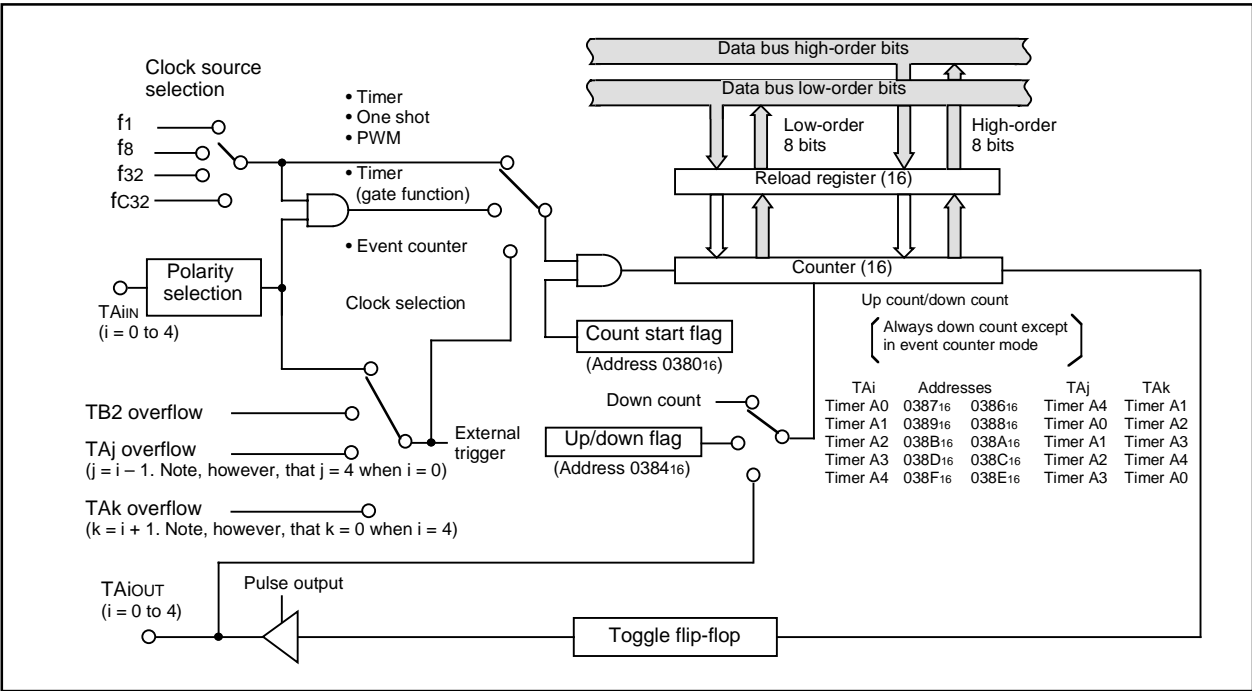 Data bus high-order bits
Data bus low-order bits
Clock source
selection
f1
f8
f32
fC32
• Timer
• One shot
• PWM
• Timer
(gate function)
• Event counter
Clock selection
Low-order
8 bits
High-order
8 bits
Reload register (16)
Counter (16)
Polarity
selection
TAiIN
(i = 0 to 4)
Count start flag
(Address 038016)
Up count/down count
Always down count except
in event counter mode
TAi Addresses TAj TAk
Timer A0 038716 038616 Timer A4 Timer A1
Timer A1 038916 038816 Timer A0 Timer A2
Timer A2 038B16 038A16 Timer A1 Timer A3
Timer A3 038D16 038C16 Timer A2 Timer A4
Timer A4 038F16 038E16 Timer A3 Timer A0
TB2 overflow
TAj overflow
(j = i – 1. Note, however, that j = 4 when i = 0)
TAk overflow
(k = i + 1. Note, however, that k = 0 when i = 4)
External
trigger
Down count
Up/down flag
(Address 038416)
TAiOUT
(i = 0 to 4)
Pulse output
Toggle flip-flop